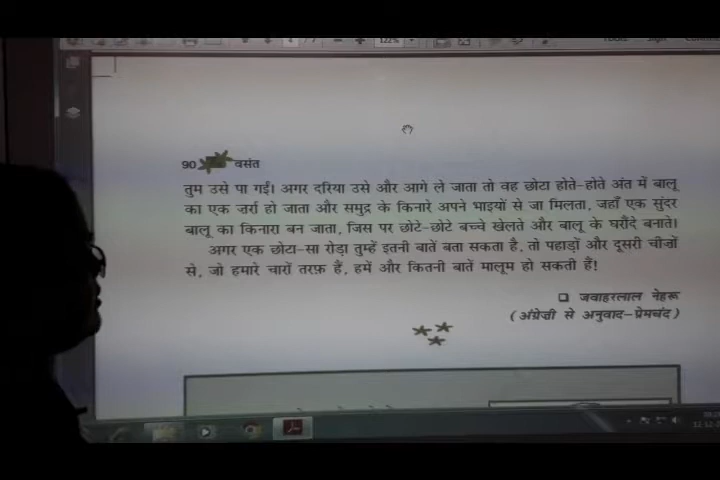 90 वसंत
तुम उसे पा गईं। अगर दरिया उसे और आगे ले जाता तो वह छोटा होते-होते अंत में बालू
का एक ज़र्रा हो जाता और समुद्र के किनारे अपने भाइयों से जा मिलता, जहाँ एक सुंदर
बालू का किनारा बन जाता, जिस पर छोटे-छोटे बच्चे खेलते और बालू के घरौंदे बनाते।
अगर एक छोटा-सा रोड़ा तुम्हें इतनी बातें बता सकता है, तो पहाड़ों और दूसरी चीज़ों
से, जो हमारे चारों तरफ़ हैं, हमें और कितनी बातें मालूम हो सकती हैं!
जवाहरलाल नेहरू
(अंग्रेज़ी से अनुवाद-प्रेमचंद)